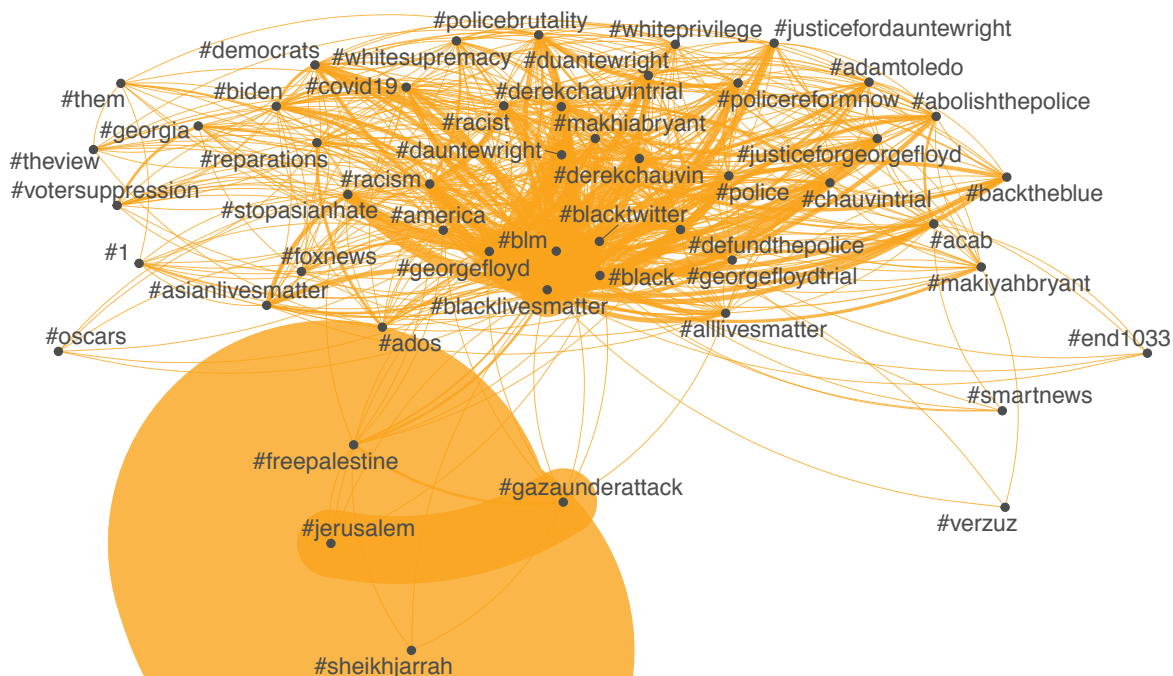 #policebrutality
#whiteprivilege
#justicefordauntewright
#democrats
#whitesupremacy
#duantewright
#adamtoledo
#them
#biden
#covid19
#derekchauvintrial
#policereformnow
#abolishthepolice
#georgia
#racist
#makhiabryant
#theview
#reparations
#dauntewright
#justiceforgeorgefloyd
#votersuppression
#racism
#derekchauvin
#police
#chauvintrial
#backtheblue
#stopasianhate
#america
#blacktwitter
#1
#foxnews
#blm
#defundthepolice
#acab
#georgefloyd
#black
#georgefloydtrial
#makiyahbryant
#asianlivesmatter
#blacklivesmatter
#alllivesmatter
#oscars
#ados
#end1033
#smartnews
#freepalestine
#gazaunderattack
#jerusalem
#verzuz
#sheikhjarrah